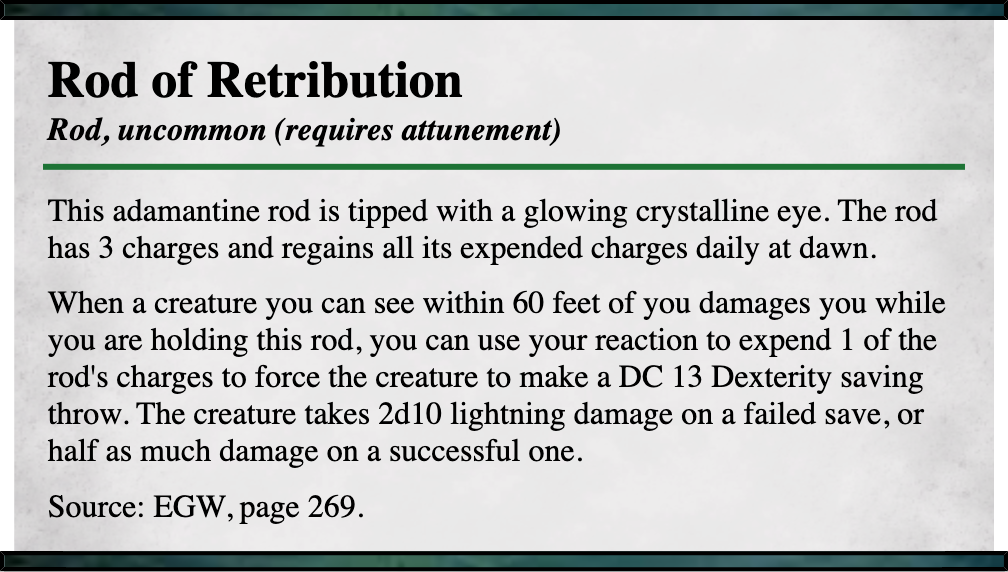 Rod of Retribution
Rod, uncommon (requires attunement)
This adamantine rod is tipped with a glowing crystalline eye. The rod
has 3 charges and regains all its expended charges daily at dawn.
When a creature you can see within 60 feet of you damages you while
you are holding this rod, you can use your reaction to expend 1 of the
rod's charges to force the creature to make a DC 13 Dexterity saving
throw. The creature takes 2d10 lightning damage on a failed save, or
half as much damage on a successful one.
Source: EGW, page 269.